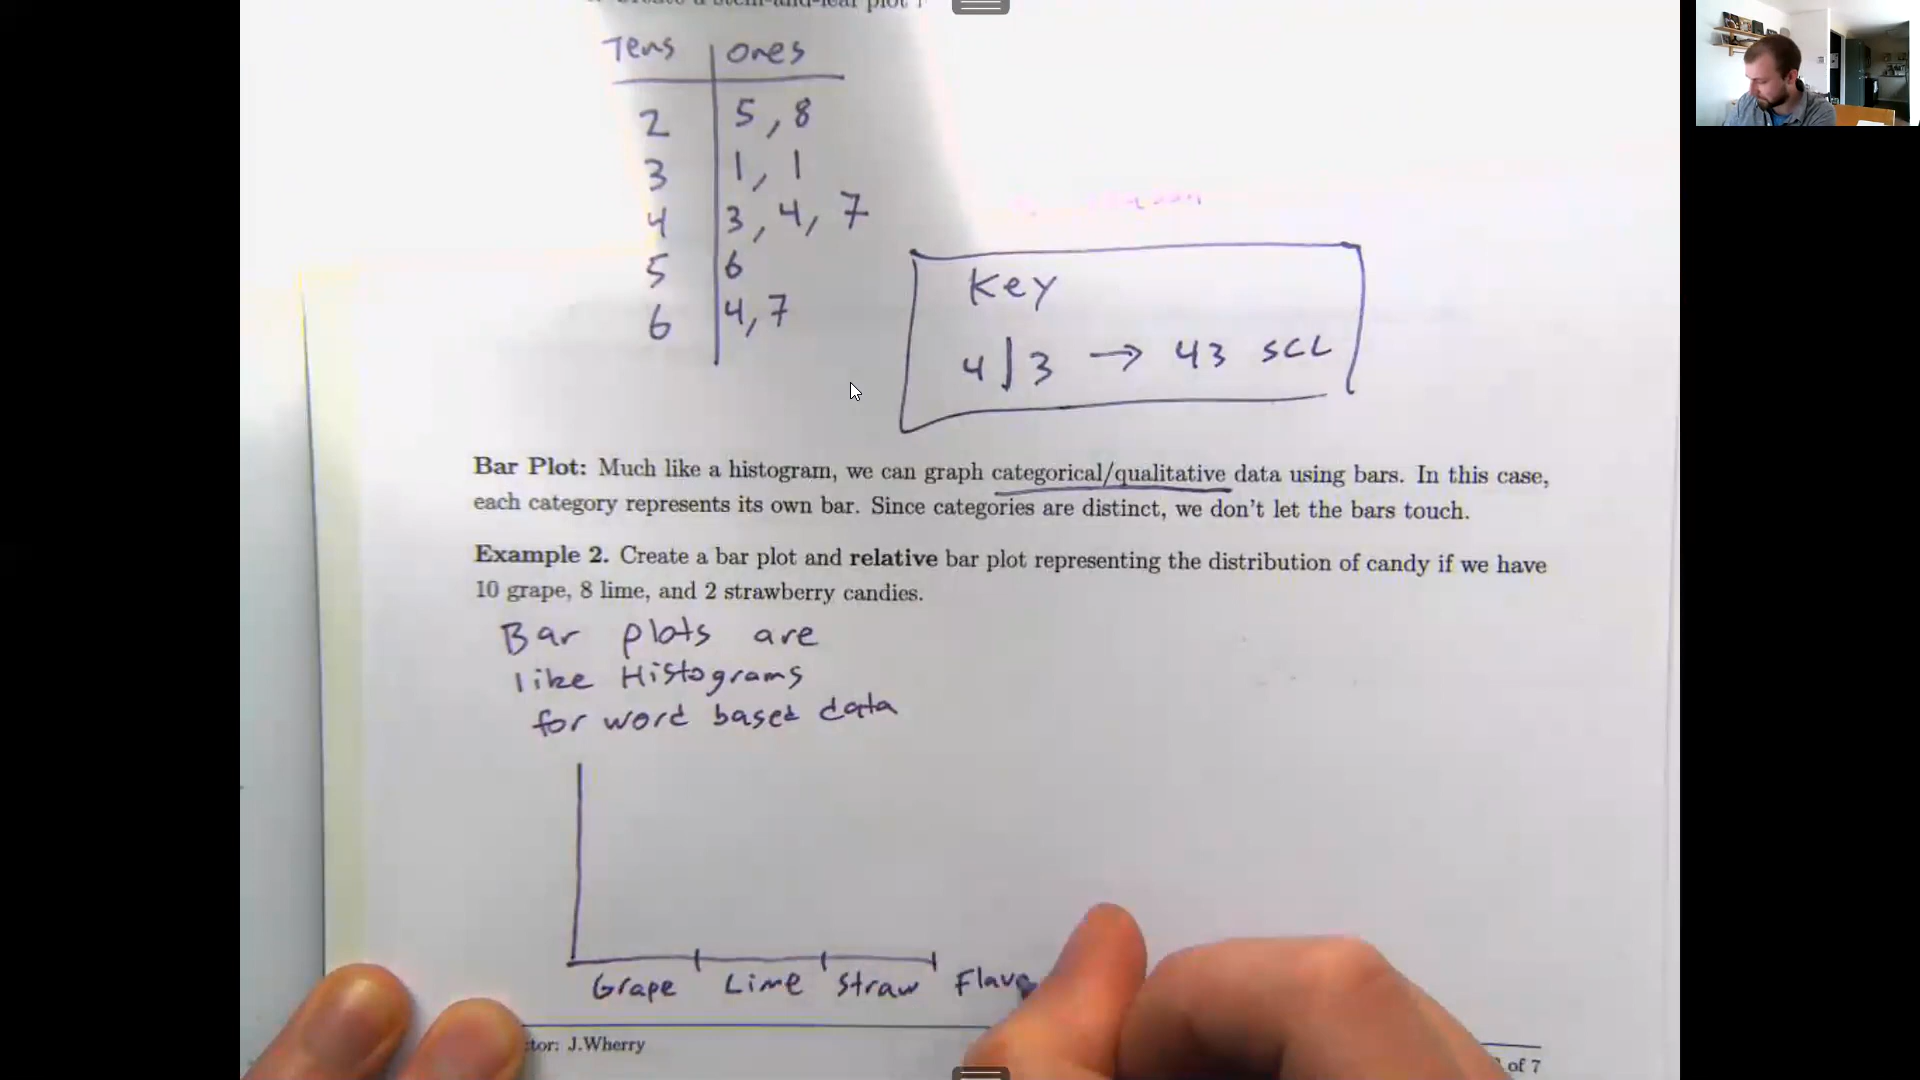 Tens | ones
2 | 5, 8
3 | 1, 1
4 | 3, 4, 7
5 | 6
6 | 4, 7
Key
4 | 3 → 43 SCL
Bar Plot: Much like a histogram, we can graph categorical/qualitative data using bars. In this case,
each category represents its own bar. Since categories are distinct, we don't let the bars touch.
Example 2. Create a bar plot and relative bar plot representing the distribution of candy if we have
10 grape, 8 lime, and 2 strawberry candies.
Bar plots are
like Histograms
for word based data
Grape Lime Straw Flavo
tor: J.Wherry
of 7